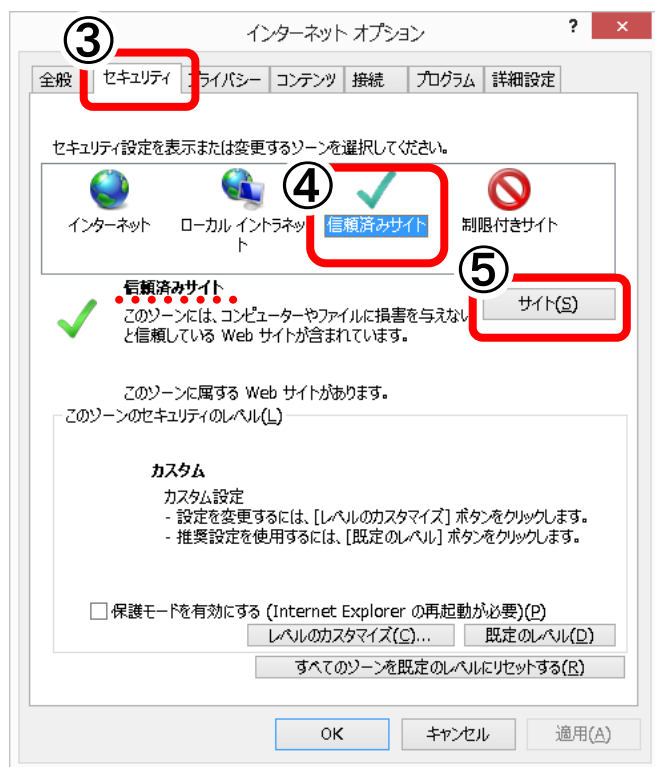 ③
インターネット オプション
?
×
全般
セキュリティ
プライバシー
コンテンツ
接続
プログラム
詳細設定
セキュリティ設定を表示または変更するゾーンを選択してください。
④
インターネット
ローカル イントラネッ
ト
信頼済みサイト
制限付きサイト
⑤
信頼済みサイト
サイト(S)
このゾーンには、コンピューターやファイルに損害を与えない
と信頼している Web サイトが含まれています。
このゾーンに属する Web サイトがあります。
このゾーンのセキュリティのレベル(L)
カスタム
カスタム設定
- 設定を変更するには、[レベルのカスタマイズ] ボタンをクリックします。
- 推奨設定を使用するには、[既定のレベル] ボタンをクリックします。
保護モードを有効にする (Internet Explorer の再起動が必要)(P)
レベルのカスタマイズ(C)...
既定のレベル(D)
すべてのゾーンを既定のレベルにリセットする(R)
OK
キャンセル
適用(A)